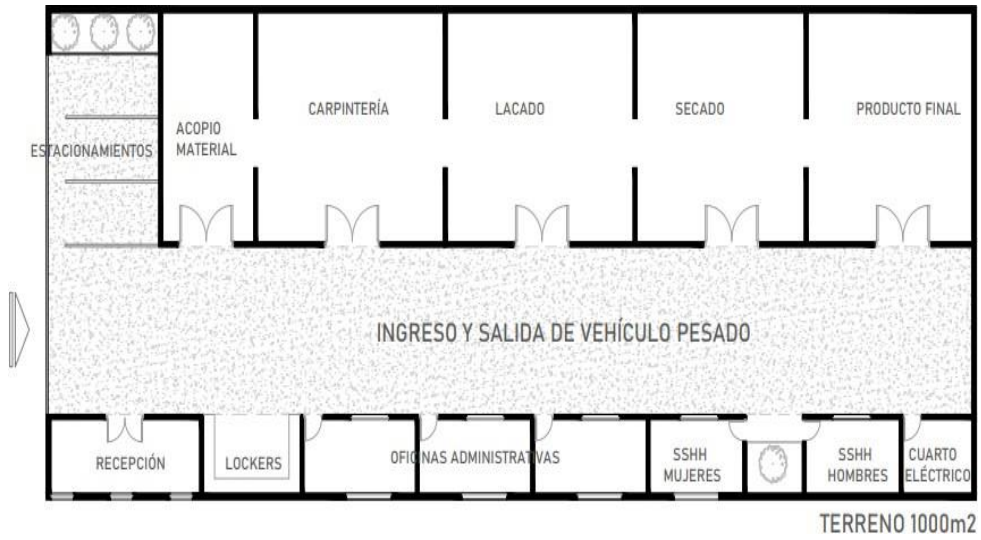 CARPINTERÍA
LACADO
SECADO
PRODUCTO FINAL
ACOPIO
MATERIAL
ESTACIONAMIENTOS
INGRESO Y SALIDA DE VEHÍCULO PESADO
RECEPCIÓN
LOCKERS
OFICINAS ADMINISTRATIVAS
SSHH
MUJERES
SSHH
HOMBRES
CUARTO
ELÉCTRICO
TERRENO 1000m2